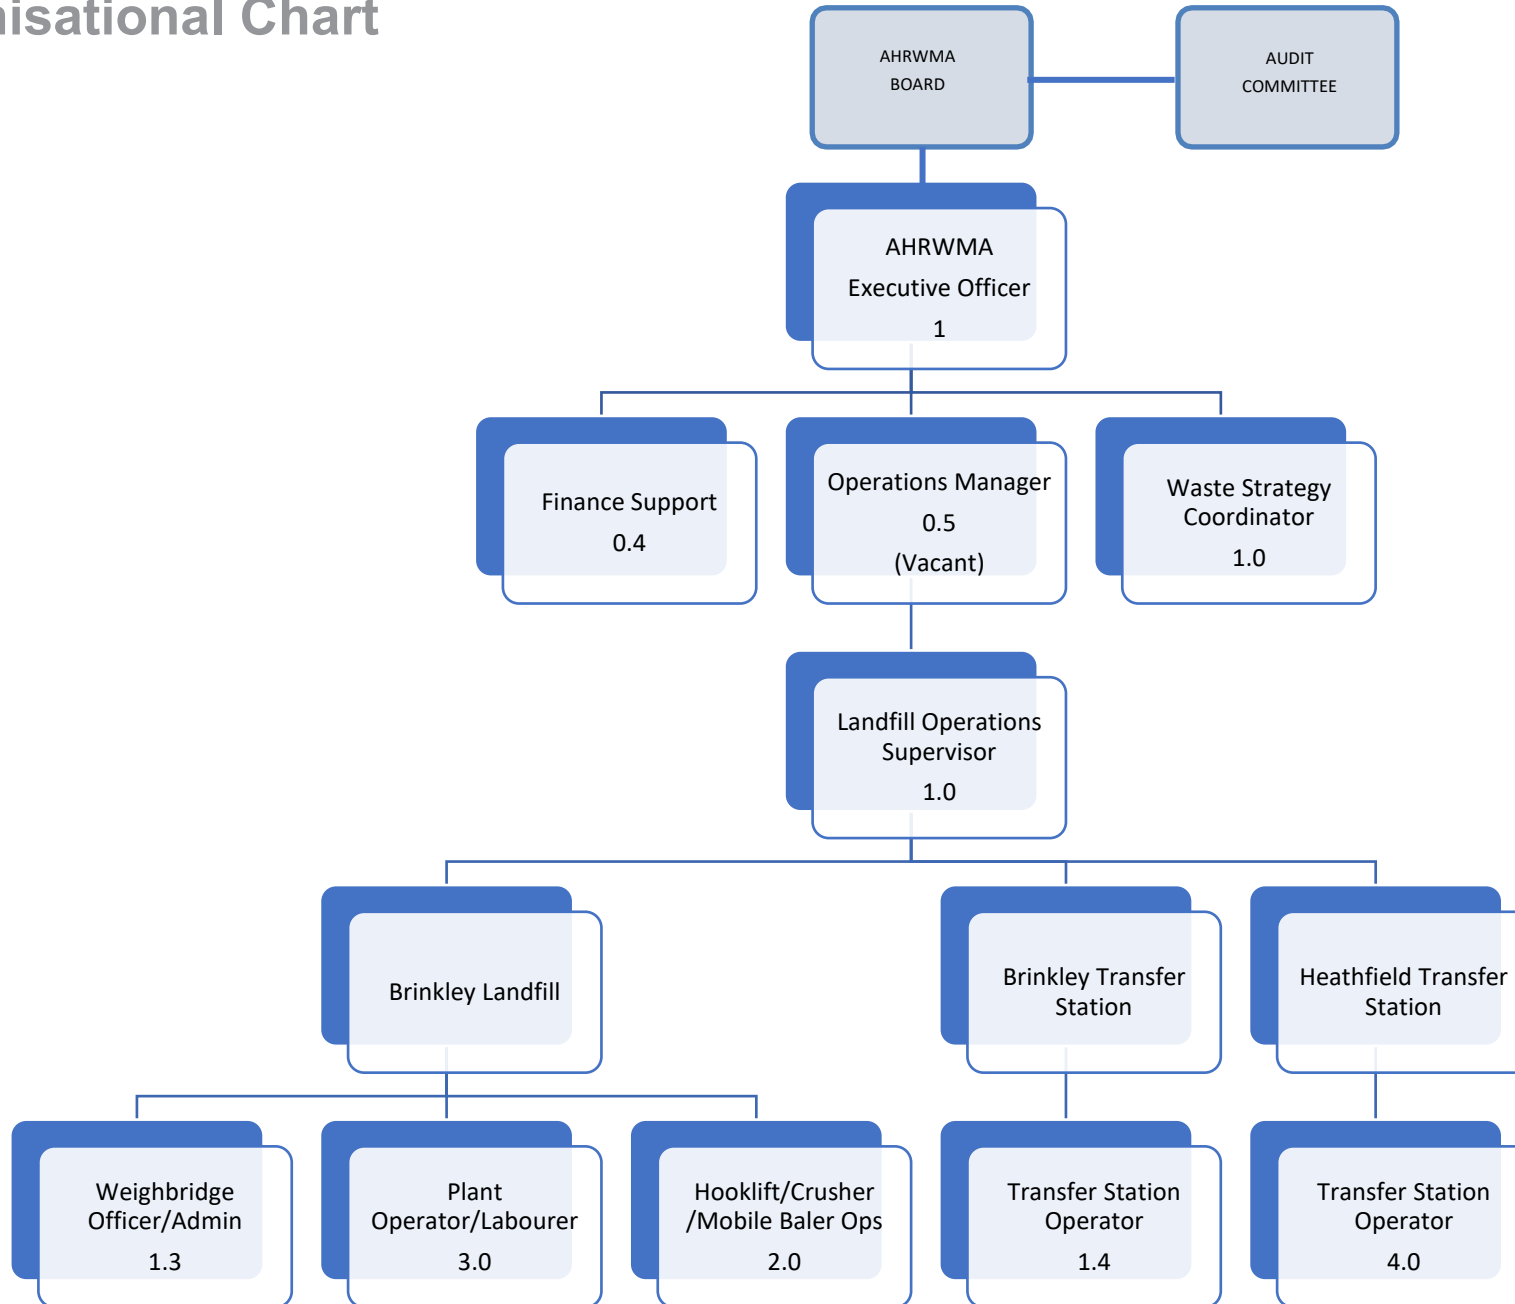 nisational Chart
AHRWMA
BOARD
AUDIT
COMMITTEE
AHRWMA
Executive Officer
1
Finance Support
0.4
Operations Manager
0.5
(Vacant)
Waste Strategy
Coordinator
1.0
Landfill Operations
Supervisor
1.0
Brinkley Landfill
Brinkley Transfer
Station
Heathfield Transfer
Station
Weighbridge
Officer/Admin
1.3
Plant
Operator/Labourer
3.0
Hooklift/Crusher
/Mobile Baler Ops
2.0
Transfer Station
Operator
1.4
Transfer Station
Operator
4.0